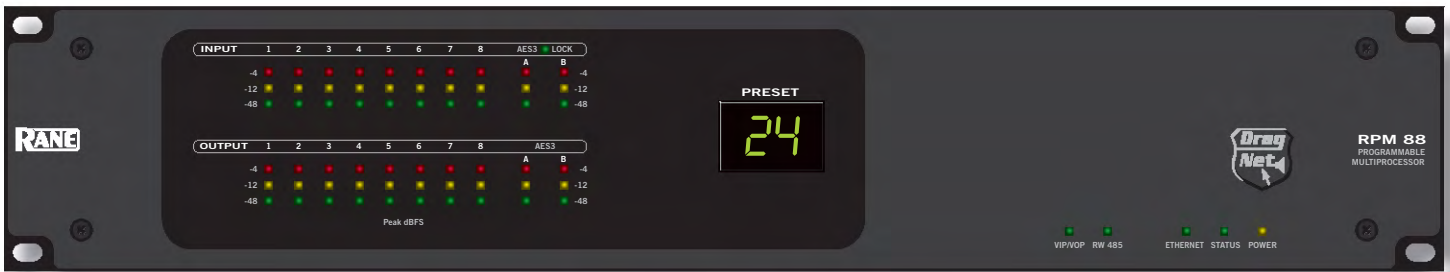 INPUT 1 2 3 4 5 6 7 8 AES3 LOCK
A B
-4 -4
-12 -12
-48 -48
PRESET
24
RANE
OUTPUT 1 2 3 4 5 6 7 8 AES3
A B
-4 -4
-12 -12
-48 -48
Peak dBFS
Drag
Net
RPM 88
PROGRAMMABLE
MULTIPROCESSOR
VIP/VOP RW 485 ETHERNET STATUS POWER